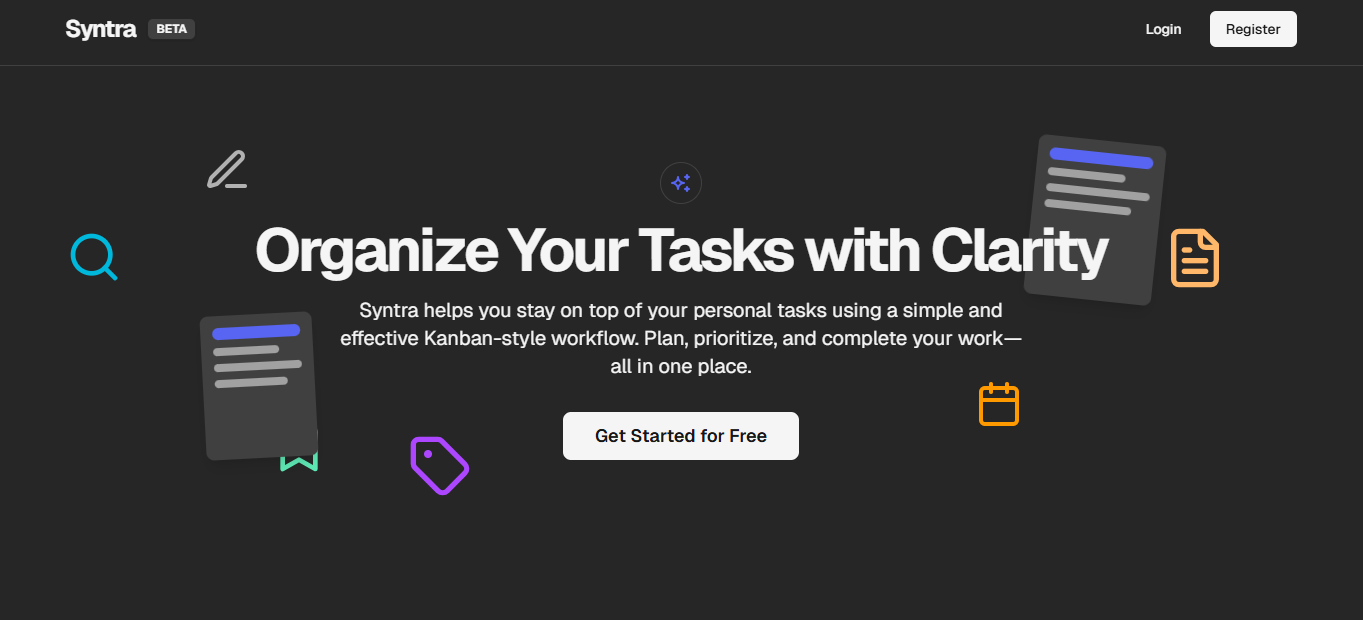 Syntra BETA
Login
Register
Organize Your Tasks with Clarity
Syntra helps you stay on top of your personal tasks using a simple and
effective Kanban-style workflow. Plan, prioritize, and complete your work—
all in one place.
Get Started for Free